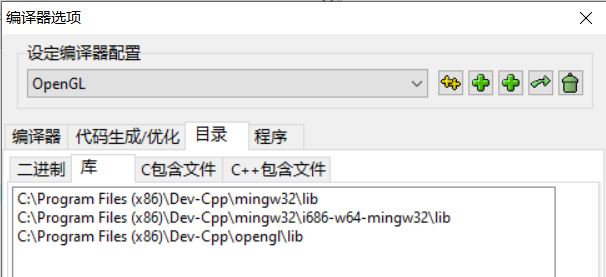 编译器选项
设定编译器配置
OpenGL
编译器 代码生成/优化 目录 程序
二进制 库 C包含文件 C++包含文件
C:\Program Files (x86)\Dev-Cpp\mingw32\lib
C:\Program Files (x86)\Dev-Cpp\mingw32\i686-w64-mingw32\lib
C:\Program Files (x86)\Dev-Cpp\opengl\lib